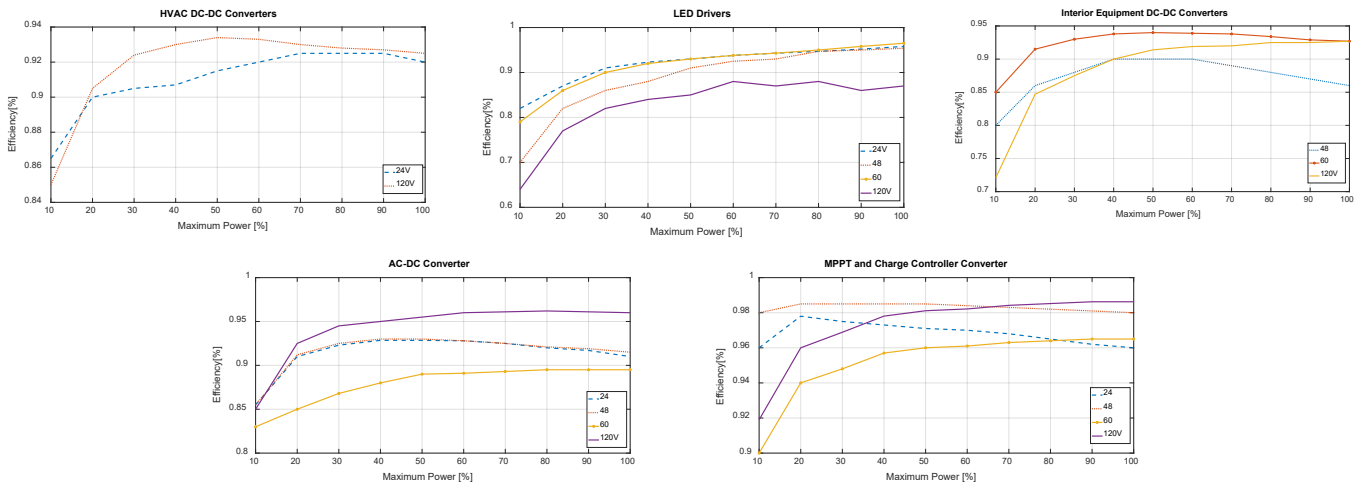 HVAC DC-DC Converters
0.94
0.92
0.9
0.88
0.86
0.84
Efficiency[%]
24V
120V
10 20 30 40 50 60 70 80 90 100
Maximum Power [%]
LED Drivers
1
0.9
0.8
0.7
0.6
Efficiency[%]
24V
48
60
120V
10 20 30 40 50 60 70 80 90 100
Maximum Power [%]
Interior Equipment DC-DC Converters
0.95
0.9
0.85
0.8
0.75
0.7
Efficiency[%]
48
60
120V
10 20 30 40 50 60 70 80 90 100
Maximum Power [%]
AC-DC Converter
1
0.95
0.9
0.85
0.8
Efficiency[%]
24
48
60
120V
10 20 30 40 50 60 70 80 90 100
Maximum Power [%]
MPPT and Charge Controller Converter
1
0.98
0.96
0.94
0.92
0.9
Efficiency[%]
24
48
60
120V
10 20 30 40 50 60 70 80 90 100
Maximum Power [%]